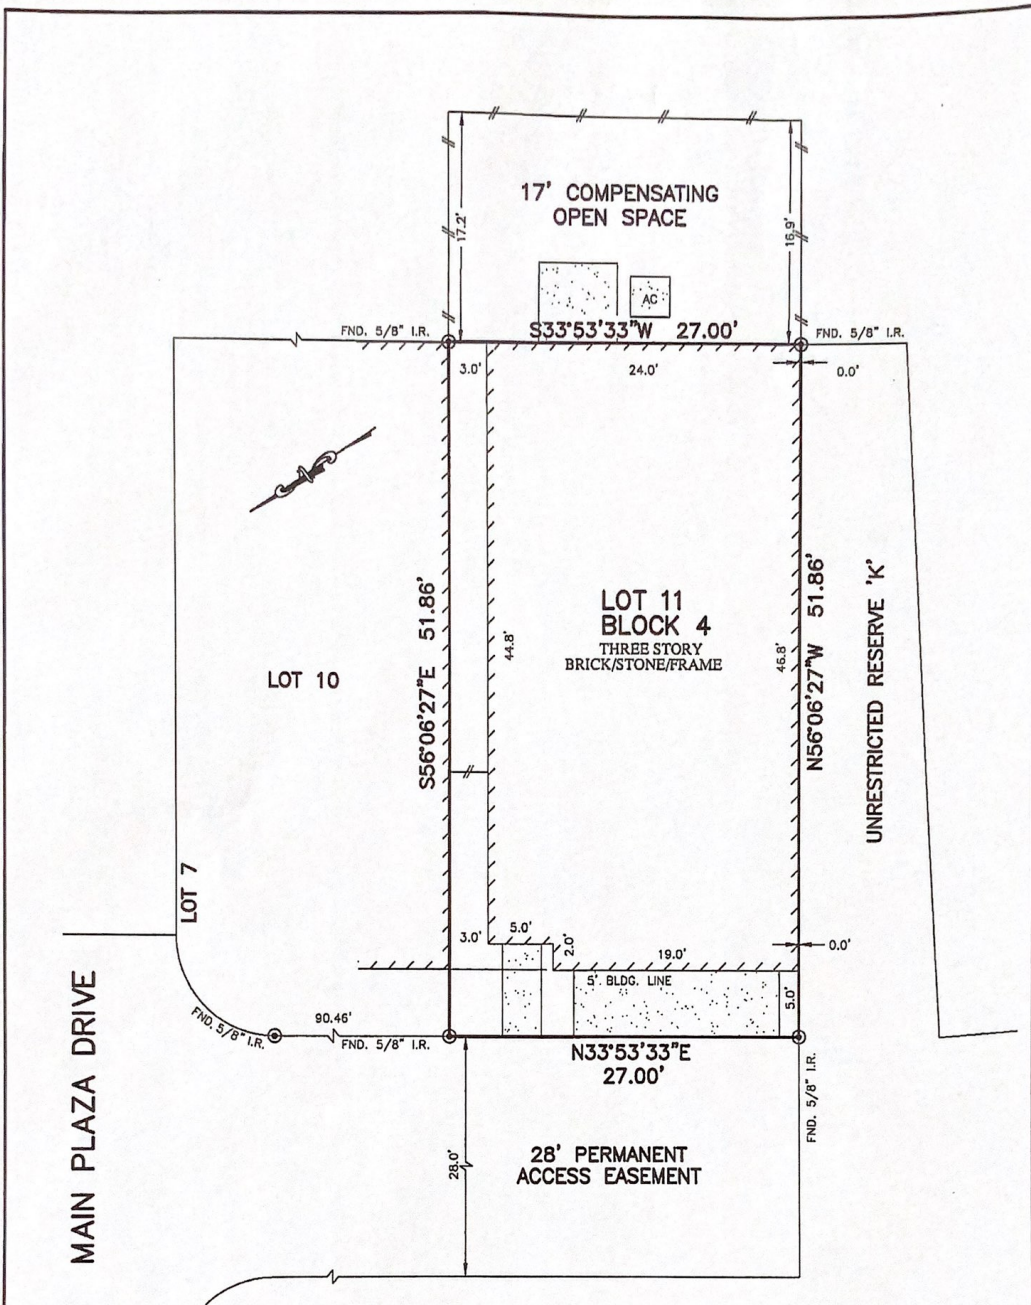 17' COMPENSATING
OPEN SPACE
17.2'
16.9'
AC
FND. 5/8" I.R.
S33°53'33"W 27.00'
FND. 5/8" I.R.
3.0'
24.0'
0.0'
N
S56°06'27"E 51.86'
44.8'
LOT 11
BLOCK 4
THREE STORY
BRICK/STONE/FRAME
46.8'
N56°06'27"W 51.86'
UNRESTRICTED RESERVE 'K'
LOT 10
LOT 7
3.0'
5.0'
2.0'
19.0'
0.0'
5' BLDG. LINE
5.0'
MAIN PLAZA DRIVE
FND. 5/8" I.R.
90.46'
FND. 5/8" I.R.
N33°53'33"E
27.00'
FND. 5/8" I.R.
28.0'
28' PERMANENT
ACCESS EASEMENT